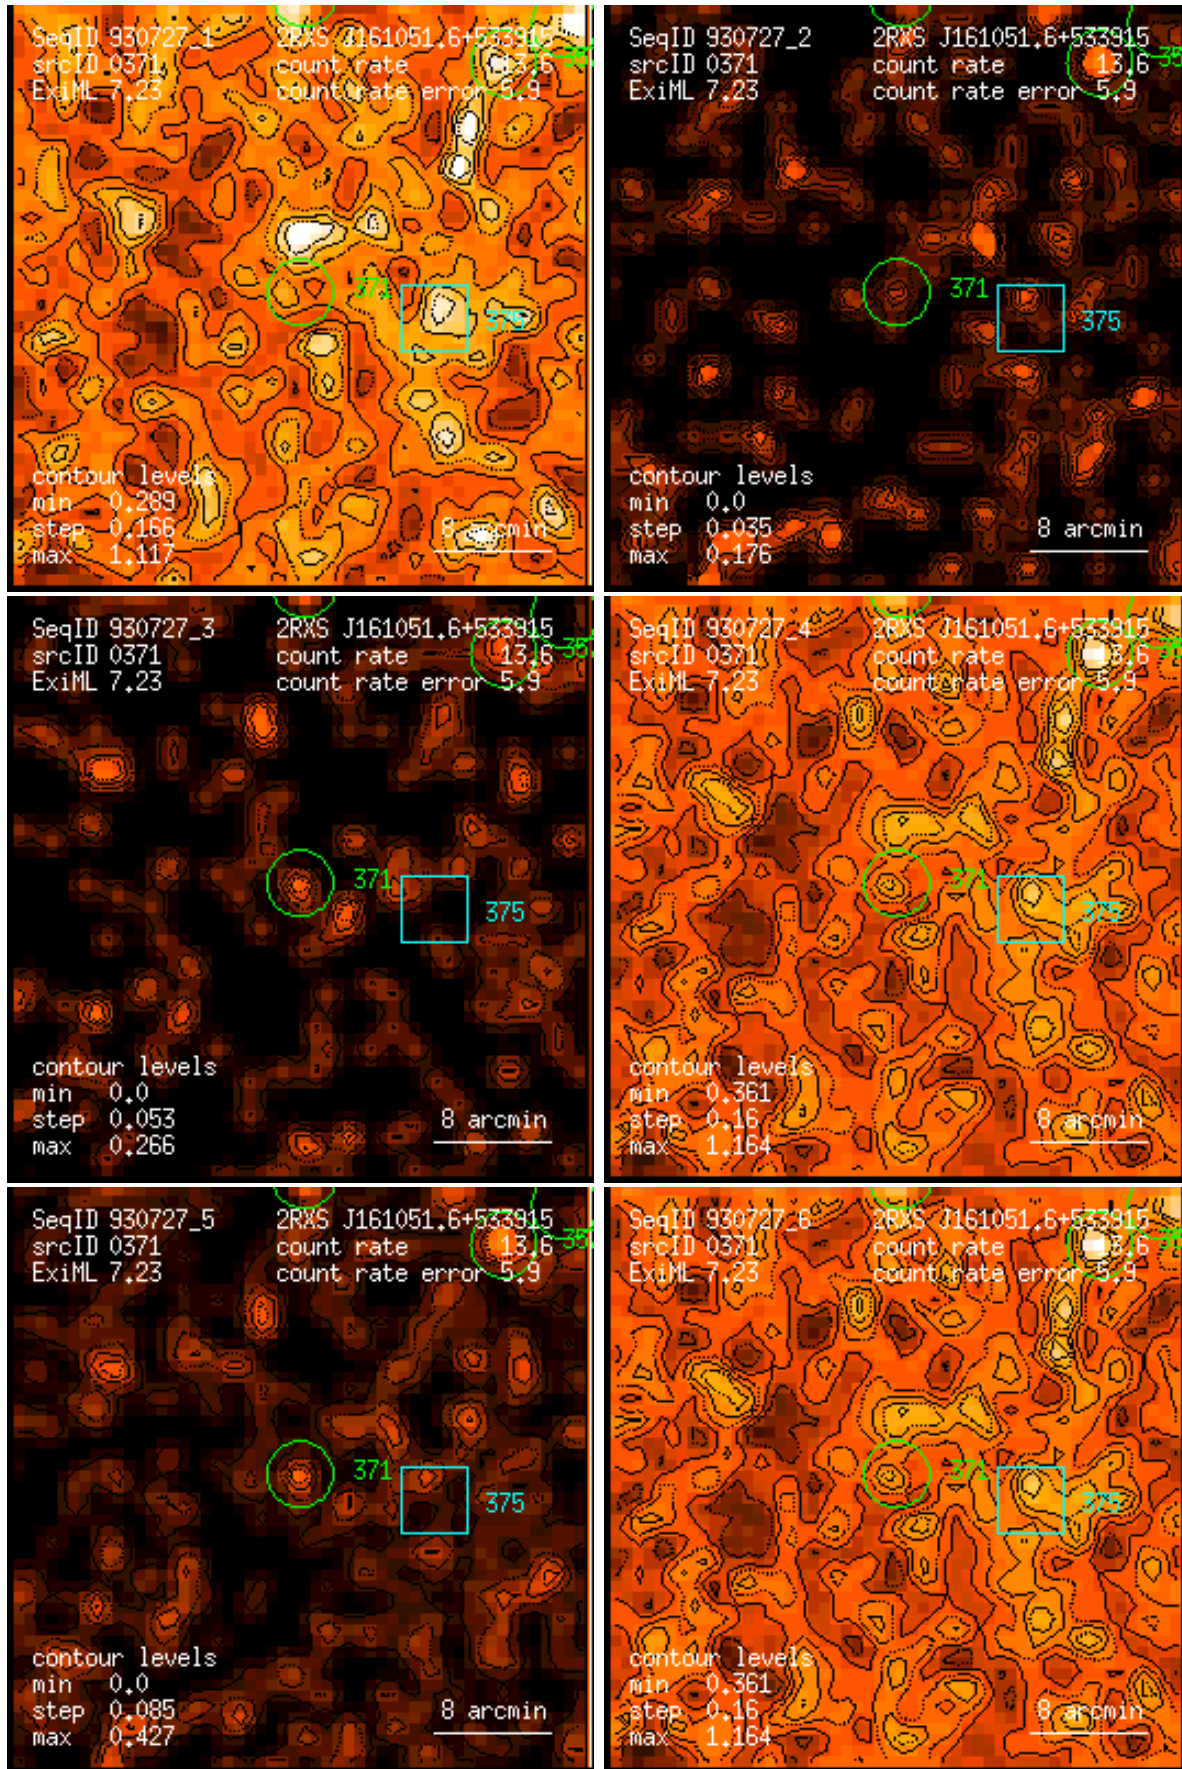 SeqID 930727_1 2RXS J161051.6+533915
srcID 0371 count rate 13.6
ExiML 7.23 count rate error 5.9
371
375
contour levels
min 0.289
step 0.166
max 1.117
8 arcmin
SeqID 930727_2 2RXS J161051.6+533915
srcID 0371 count rate 13.6
ExiML 7.23 count rate error 5.9
371
375
contour levels
min 0.0
step 0.035
max 0.176
8 arcmin
SeqID 930727_3 2RXS J161051.6+533915
srcID 0371 count rate 13.6
ExiML 7.23 count rate error 5.9
371
375
contour levels
min 0.0
step 0.053
max 0.266
8 arcmin
SeqID 930727_4 2RXS J161051.6+533915
srcID 0371 count rate 13.6
ExiML 7.23 count rate error 5.9
371
375
contour levels
min 0.361
step 0.16
max 1.164
8 arcmin
SeqID 930727_5 2RXS J161051.6+533915
srcID 0371 count rate 13.6
ExiML 7.23 count rate error 5.9
371
375
contour levels
min 0.0
step 0.085
max 0.427
8 arcmin
SeqID 930727_6 2RXS J161051.6+533915
srcID 0371 count rate 13.6
ExiML 7.23 count rate error 5.9
371
375
contour levels
min 0.361
step 0.16
max 1.164
8 arcmin